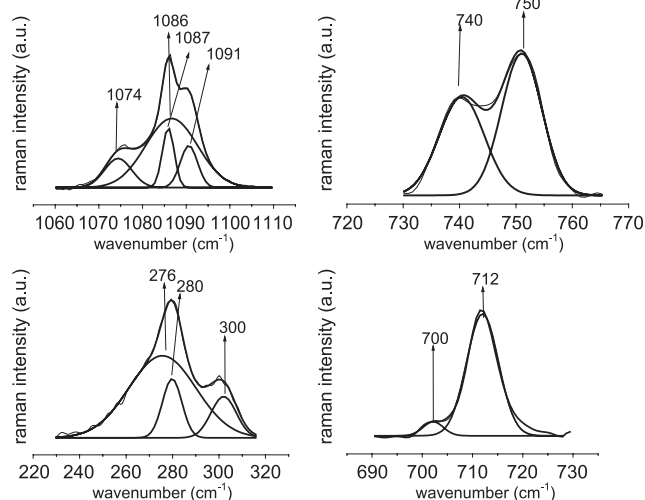 raman intensity (a.u.)
1086
1087
1091
1074
1060 1070 1080 1090 1100 1110
wavenumber (cm-1)
raman intensity (a.u.)
740
750
720 730 740 750 760 770
wavenumber (cm-1)
raman intensity (a.u.)
276
280
300
220 240 260 280 300 320
wavenumber (cm-1)
raman intensity (a.u.)
712
700
690 700 710 720 730
wavenumber (cm-1)